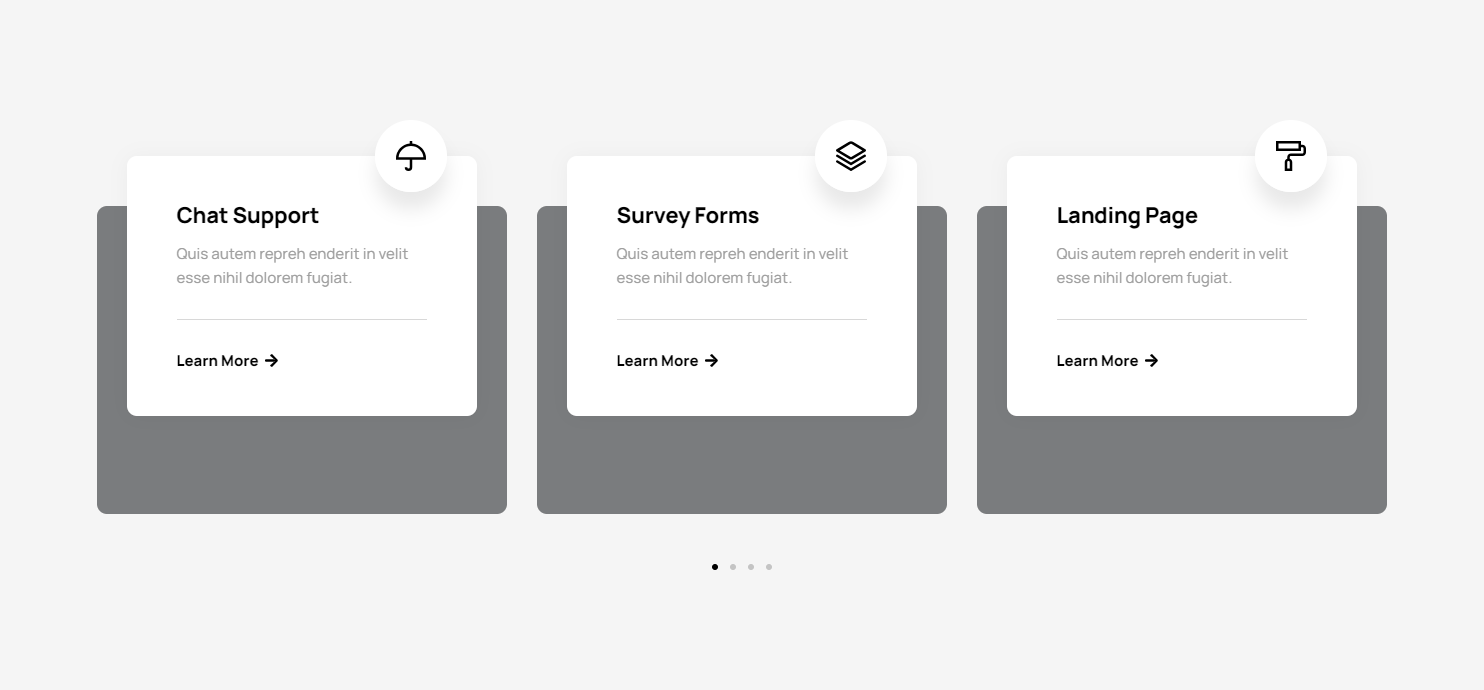 Chat Support
Quis autem repreh enderit in velit
esse nihil dolorem fugiat.
Learn More
Survey Forms
Quis autem repreh enderit in velit
esse nihil dolorem fugiat.
Learn More
Landing Page
Quis autem repreh enderit in velit
esse nihil dolorem fugiat.
Learn More